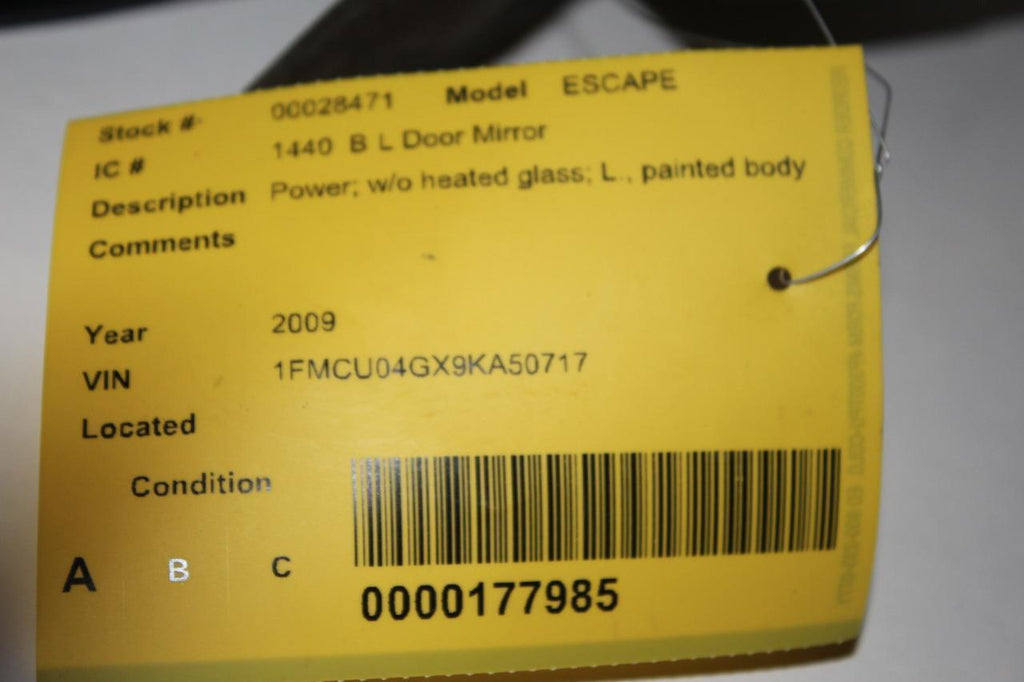 Stock #- 00028471 Model ESCAPE
IC # 1440 B L Door Mirror
Description Power; w/o heated glass; L., painted body
Comments
Year 2009
VIN 1FMCU04GX9KA50717
Located
Condition
A B C
0000177985